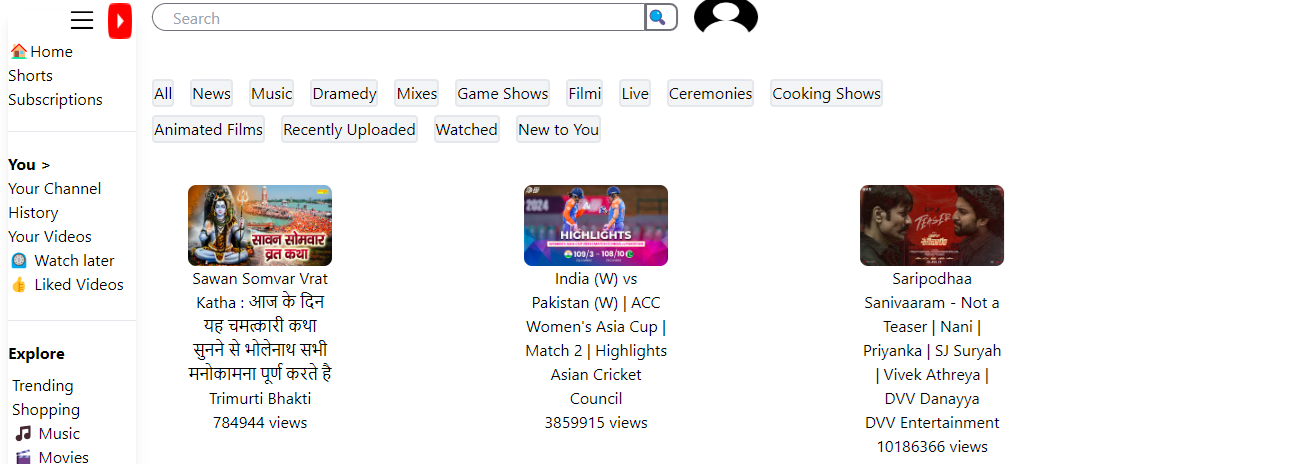 Search
🏠Home
Shorts
Subscriptions
You >
Your Channel
History
Your Videos
Watch later
👍 Liked Videos
Explore
Trending
Shopping
🎵 Music
🎬 Movies
All News Music Dramedy Mixes Game Shows Filmi Live Ceremonies Cooking Shows
Animated Films Recently Uploaded Watched New to You
सावन सोमवार
व्रत कथा
Sawan Somvar Vrat
Katha : आज के दिन
यह चमत्कारी कथा
सुनने से भोलेनाथ सभी
मनोकामना पूर्ण करते है
Trimurti Bhakti
784944 views
2024
HIGHLIGHTS
109/3 - 108/10
India (W) vs
Pakistan (W) | ACC
Women's Asia Cup |
Match 2 | Highlights
Asian Cricket
Council
3859915 views
TEASER
Saripodhaa
Sanivaaram - Not a
Teaser | Nani |
Priyanka | SJ Suryah
| Vivek Athreya |
DVV Danayya
DVV Entertainment
10186366 views